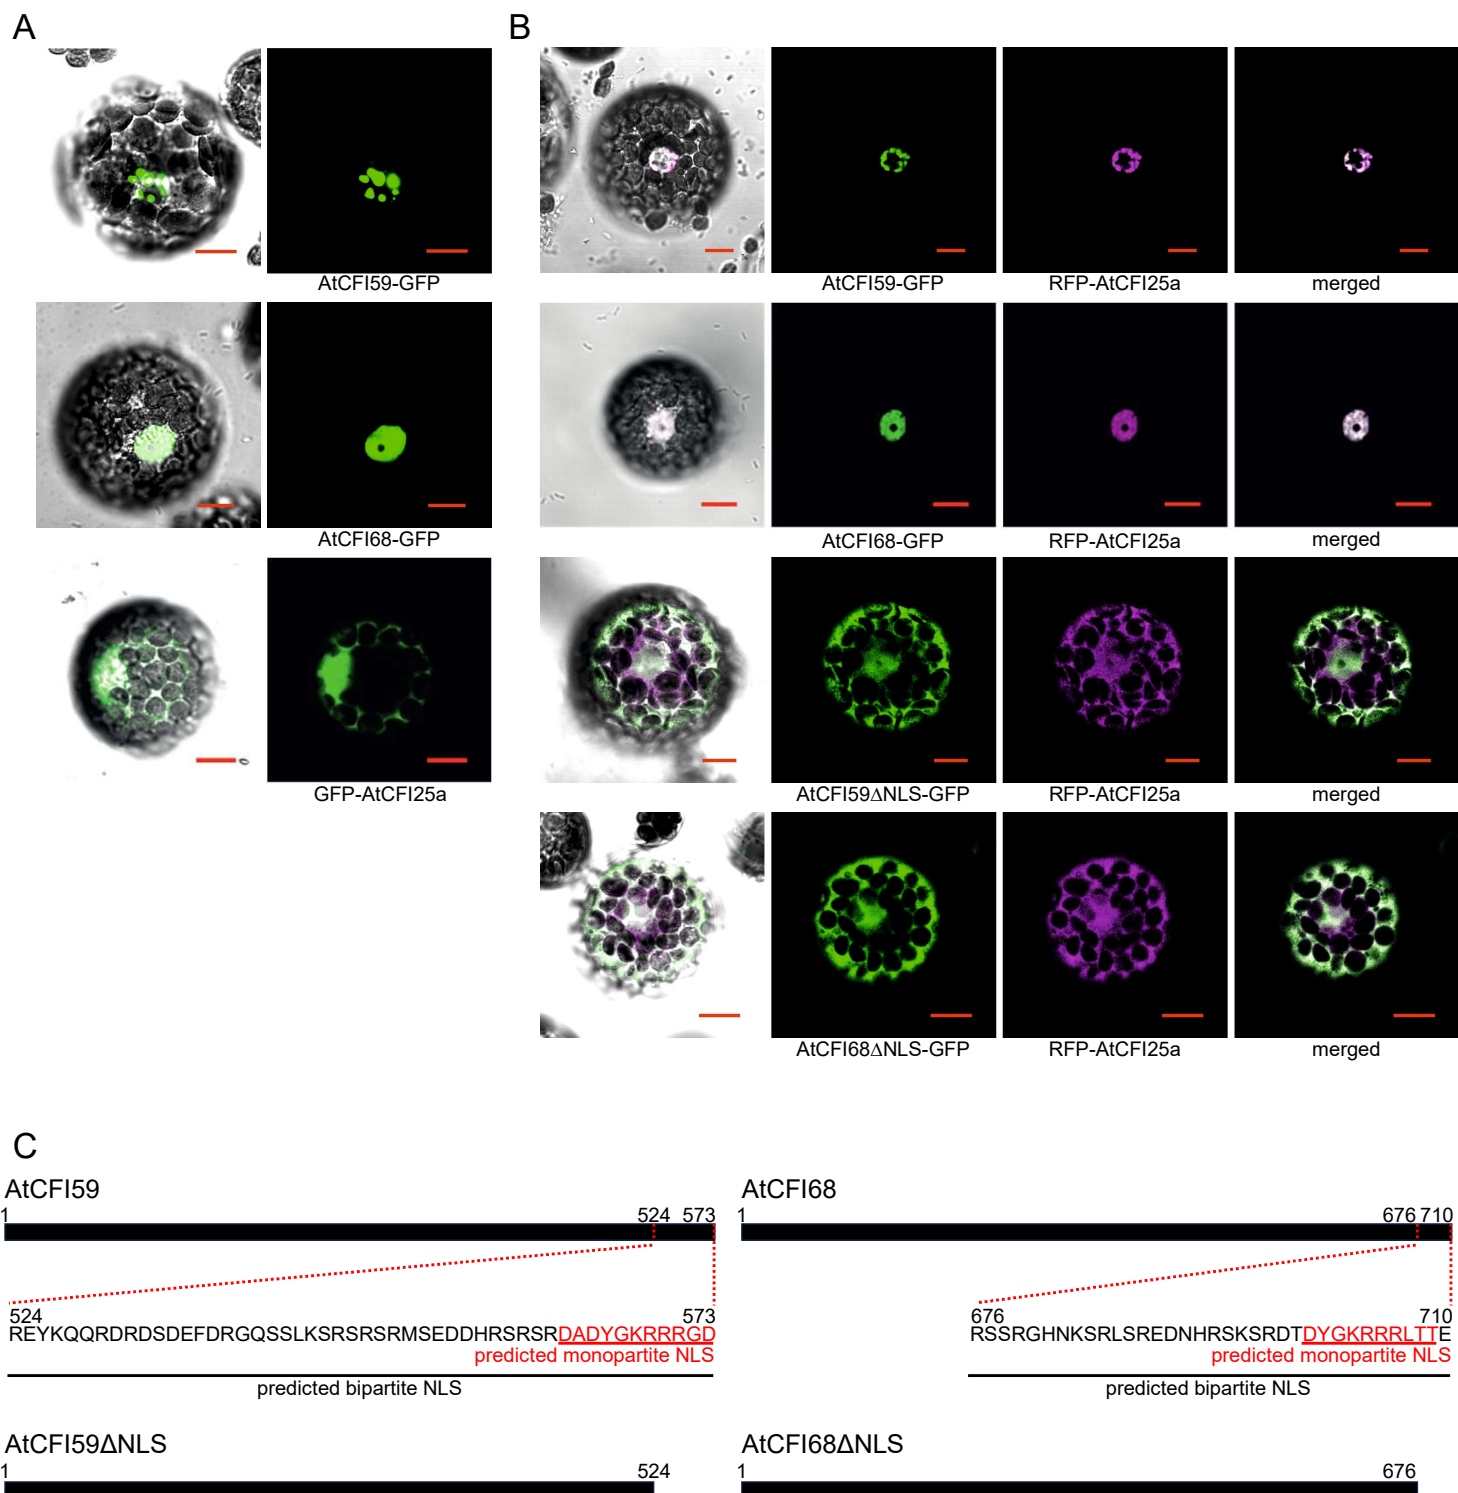 A
B
AtCFI59-GFP
AtCFI59-GFP RFP-AtCFI25a merged
AtCFI68-GFP
AtCFI68-GFP RFP-AtCFI25a merged
GFP-AtCFI25a
AtCFI59ΔNLS-GFP RFP-AtCFI25a merged
AtCFI68ΔNLS-GFP RFP-AtCFI25a merged
C
AtCFI59
1 524 573
524 573
REYKQQRDRDSDEFDRGQSSLKSRSRSRMSEDDHRSRSRDADYGKRRRGD
predicted monopartite NLS
predicted bipartite NLS
AtCFI68
1 676 710
676 710
RSSRGHNKSRLSREDNHRSKSRDTDYGKRRRLTTE
predicted monopartite NLS
predicted bipartite NLS
AtCFI59ΔNLS
1 524
AtCFI68ΔNLS
1 676